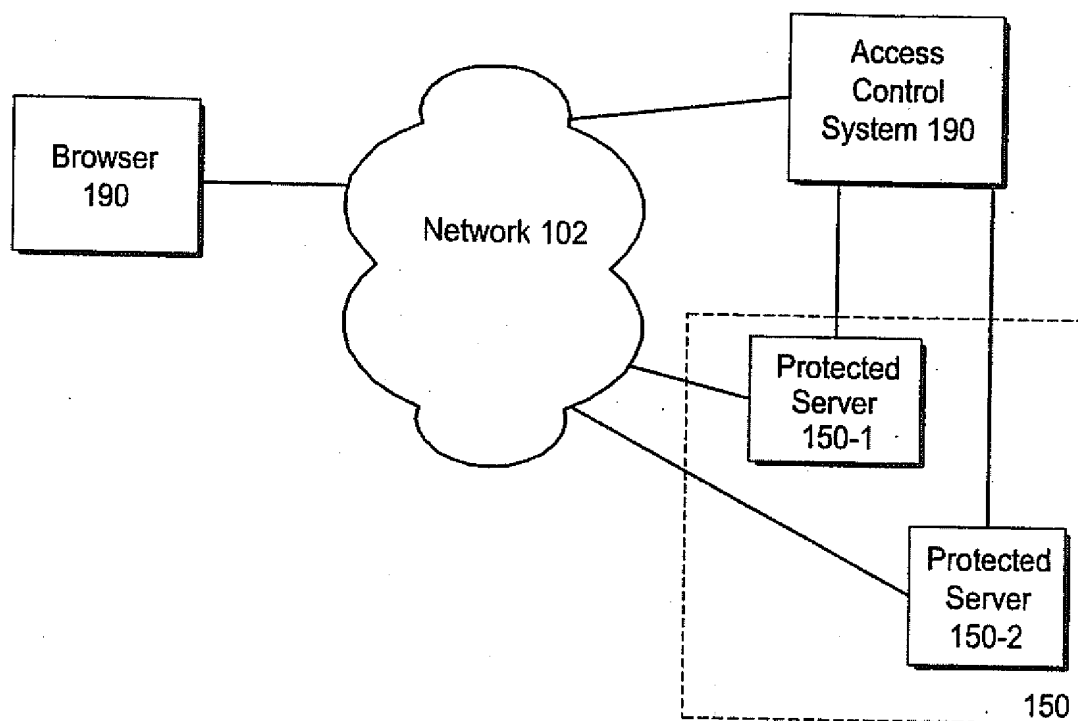 Access
Control
System 190
Browser
190
Network 102
Protected
Server
150-1
Protected
Server
150-2
150